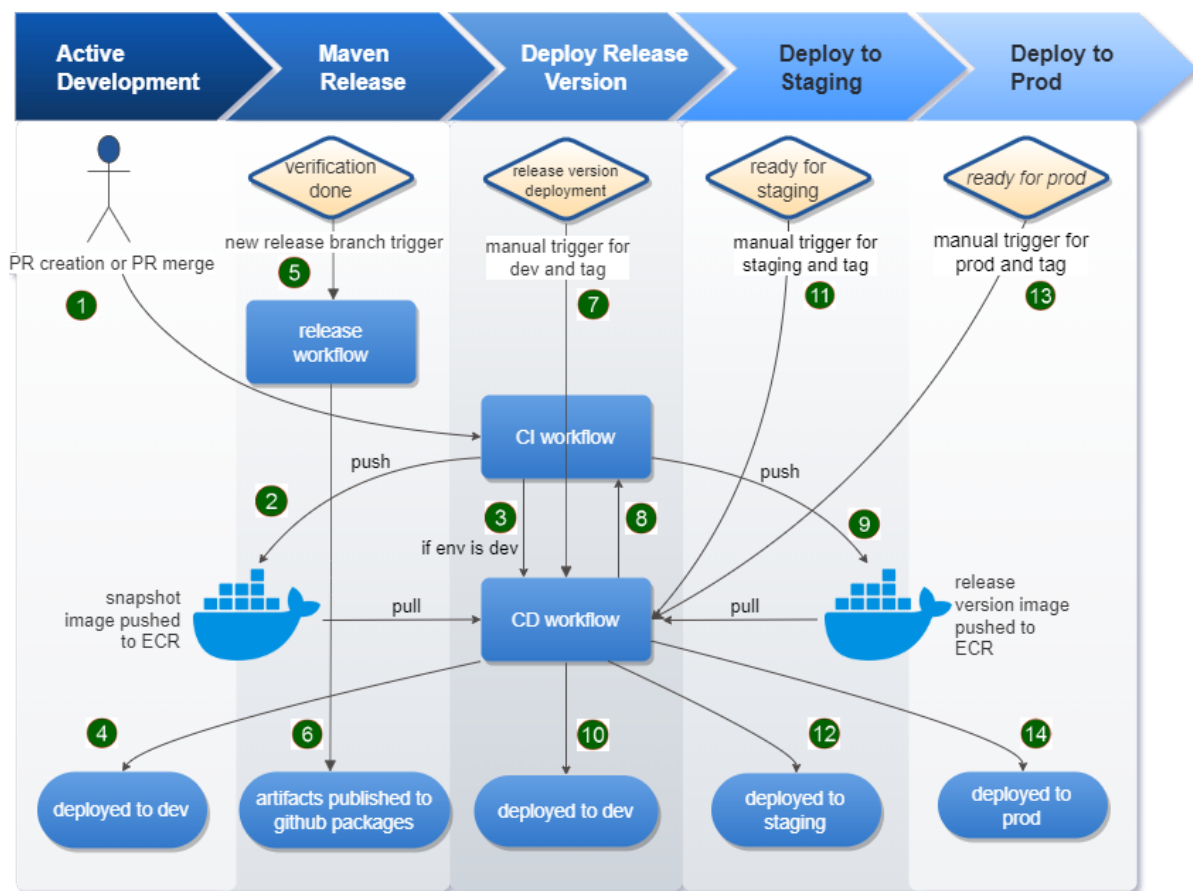 Active
Development
Maven
Release
Deploy Release
Version
Deploy to
Staging
Deploy to
Prod
verification
done
release version
deployment
ready for
staging
ready for prod
PR creation or PR merge
1
new release branch trigger
5
manual trigger for
dev and tag
7
manual trigger for
staging and tag
11
manual trigger for
prod and tag
13
release
workflow
CI workflow
push
push
2
3
8
9
if env is dev
snapshot
image pushed
to ECR
pull
CD workflow
pull
release
version image
pushed to
ECR
4
6
10
12
14
deployed to dev
artifacts published to
github packages
deployed to dev
deployed to
staging
deployed to
prod